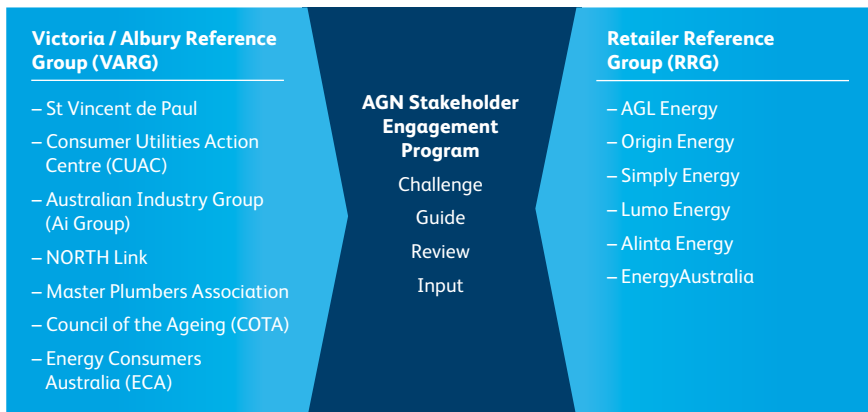 Victoria / Albury Reference
Group (VARG)
– St Vincent de Paul
– Consumer Utilities Action
Centre (CUAC)
– Australian Industry Group
(Ai Group)
– NORTH Link
– Master Plumbers Association
– Council of the Ageing (COTA)
– Energy Consumers
Australia (ECA)
AGN Stakeholder
Engagement
Program
Challenge
Guide
Review
Input
Retailer Reference
Group (RRG)
– AGL Energy
– Origin Energy
– Simply Energy
– Lumo Energy
– Alinta Energy
– EnergyAustralia